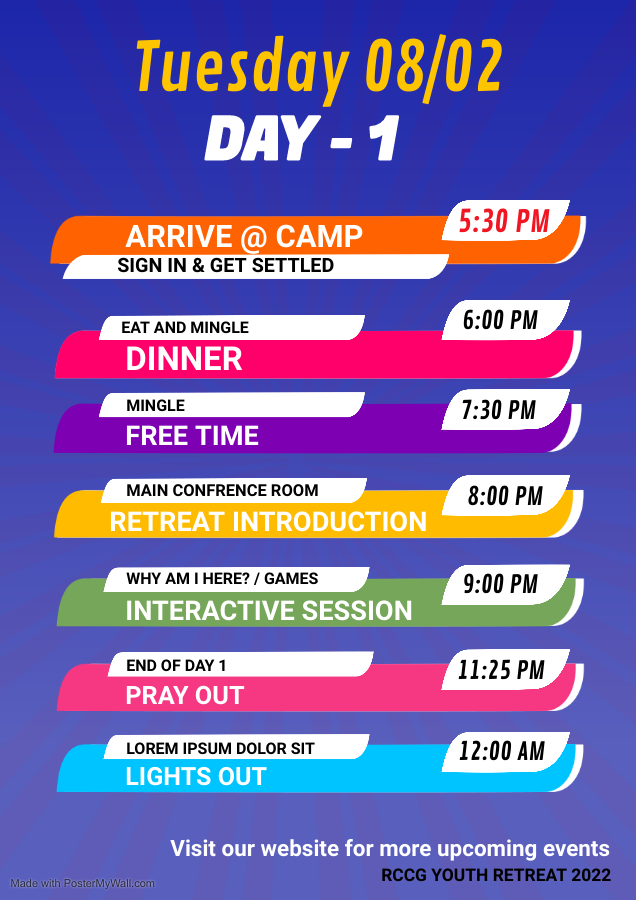 Tuesday 08/02
DAY - 1
5:30 PM
ARRIVE @ CAMP
SIGN IN & GET SETTLED
6:00 PM
EAT AND MINGLE
DINNER
7:30 PM
MINGLE
FREE TIME
8:00 PM
MAIN CONFRENCE ROOM
RETREAT INTRODUCTION
9:00 PM
WHY AM I HERE? / GAMES
INTERACTIVE SESSION
11:25 PM
END OF DAY 1
PRAY OUT
12:00 AM
LOREM IPSUM DOLOR SIT
LIGHTS OUT
Visit our website for more upcoming events
RCCG YOUTH RETREAT 2022
Made with PosterMyWall.com